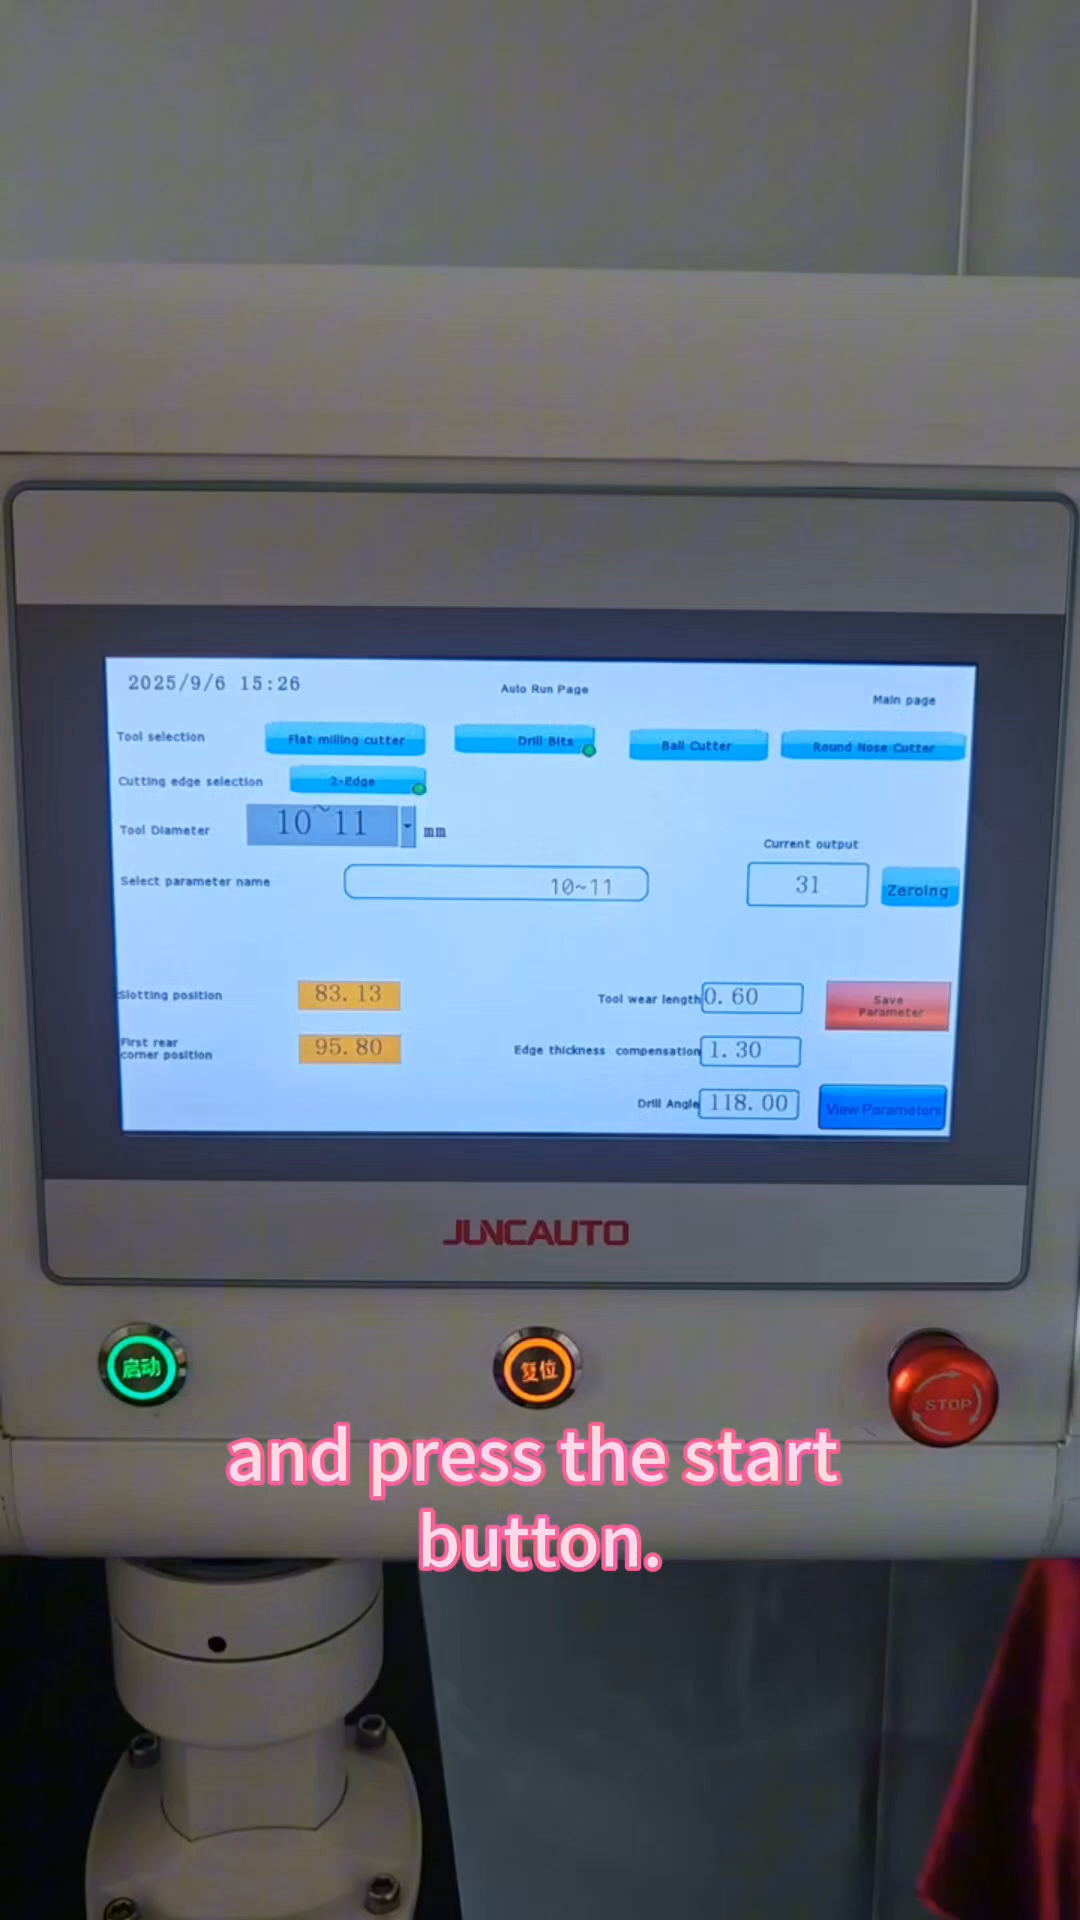 2025/9/6 15:26
Auto Run Page
Main page
Tool selection
Flat milling cutter
Drill Bits
Ball Cutter
Round Nose Cutter
Cutting edge selection
2-Edge
Tool Diameter
10~11
mm
Current output
Select parameter name
10~11
31
Zeroing
Slotting position
83.13
Tool wear length
0.60
Save
Parameter
First rear
corner position
95.80
Edge thickness compensation
1.30
Drill Angle
118.00
View Parameters
JUNCAUTO
启动
复位
STOP
and press the start
button.